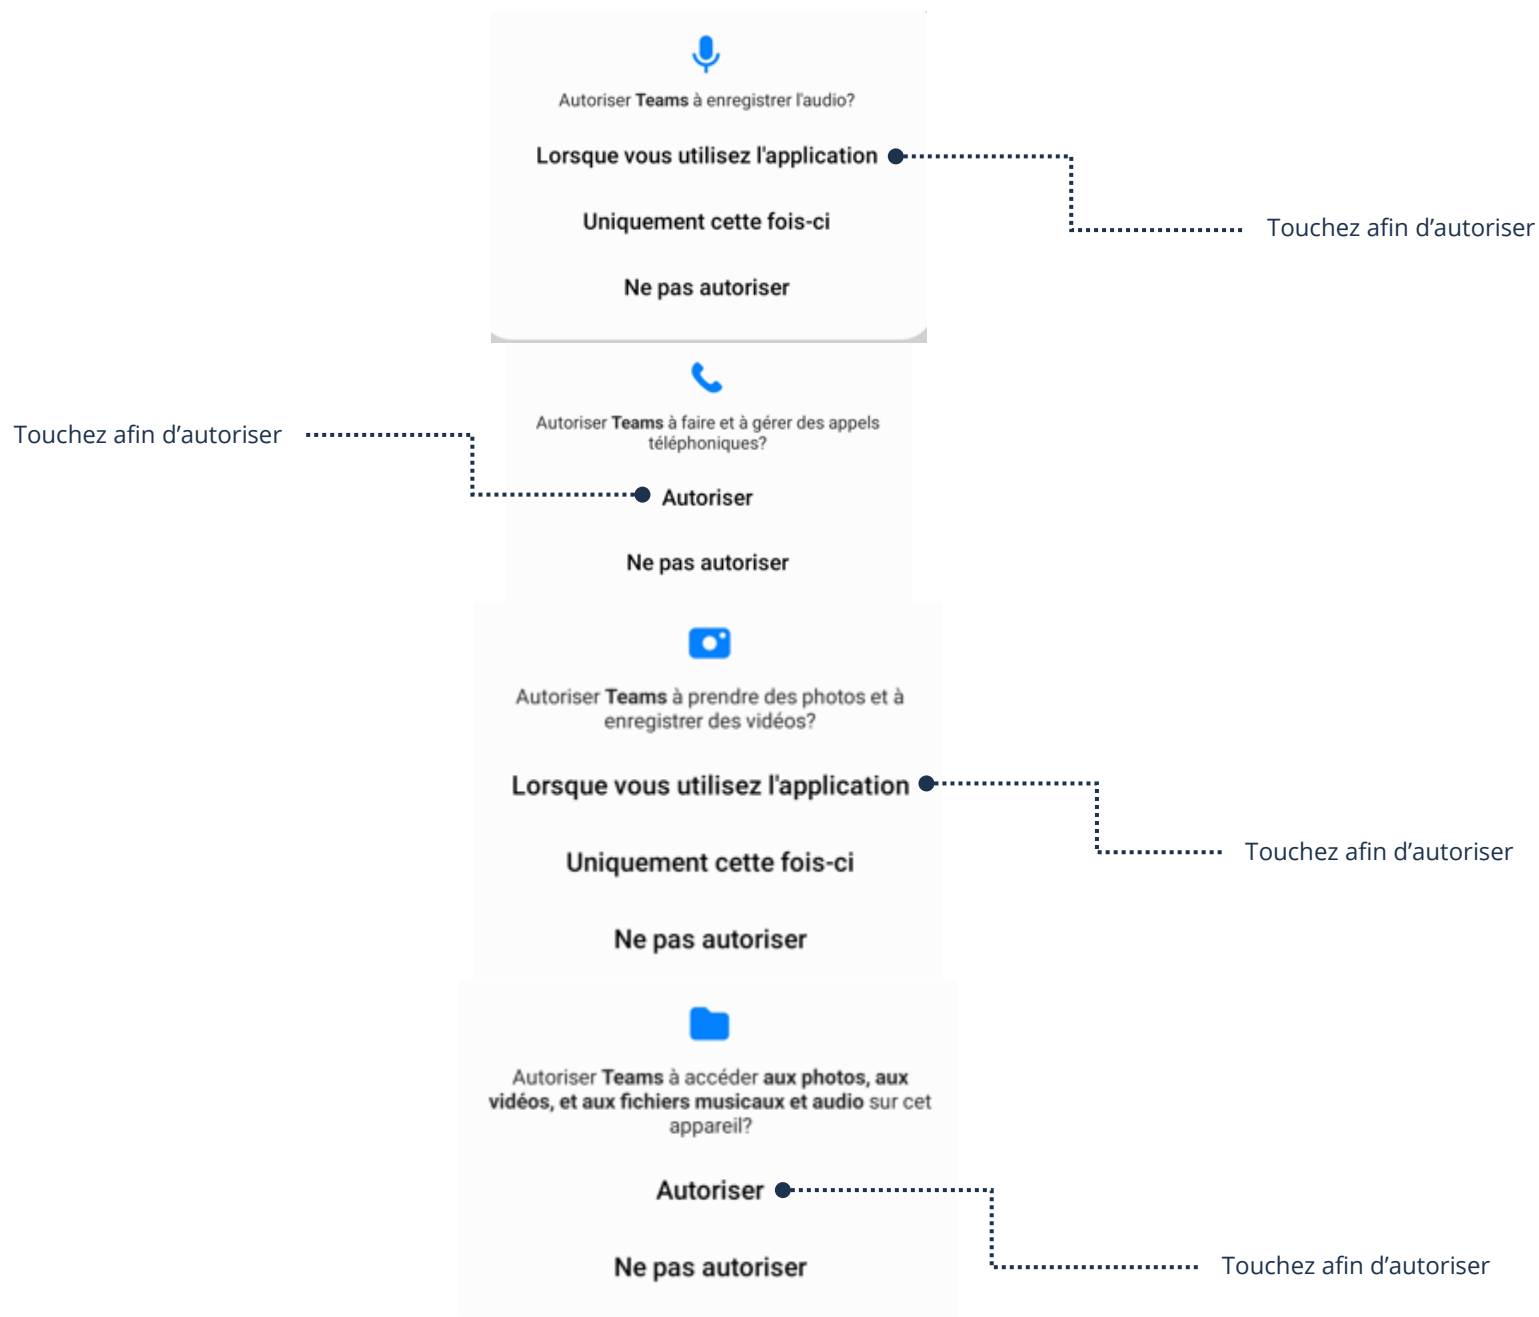 Autoriser Teams à enregistrer l'audio?
Lorsque vous utilisez l'application
Uniquement cette fois-ci
Touchez afin d’autoriser
Ne pas autoriser
Autoriser Teams à faire et à gérer des appels
téléphoniques?
Touchez afin d’autoriser
Autoriser
Ne pas autoriser
Autoriser Teams à prendre des photos et à
enregistrer des vidéos?
Lorsque vous utilisez l'application
Touchez afin d’autoriser
Uniquement cette fois-ci
Ne pas autoriser
Autoriser Teams à accéder aux photos, aux
vidéos, et aux fichiers musicaux et audio sur cet
appareil?
Autoriser
Ne pas autoriser
Touchez afin d’autoriser